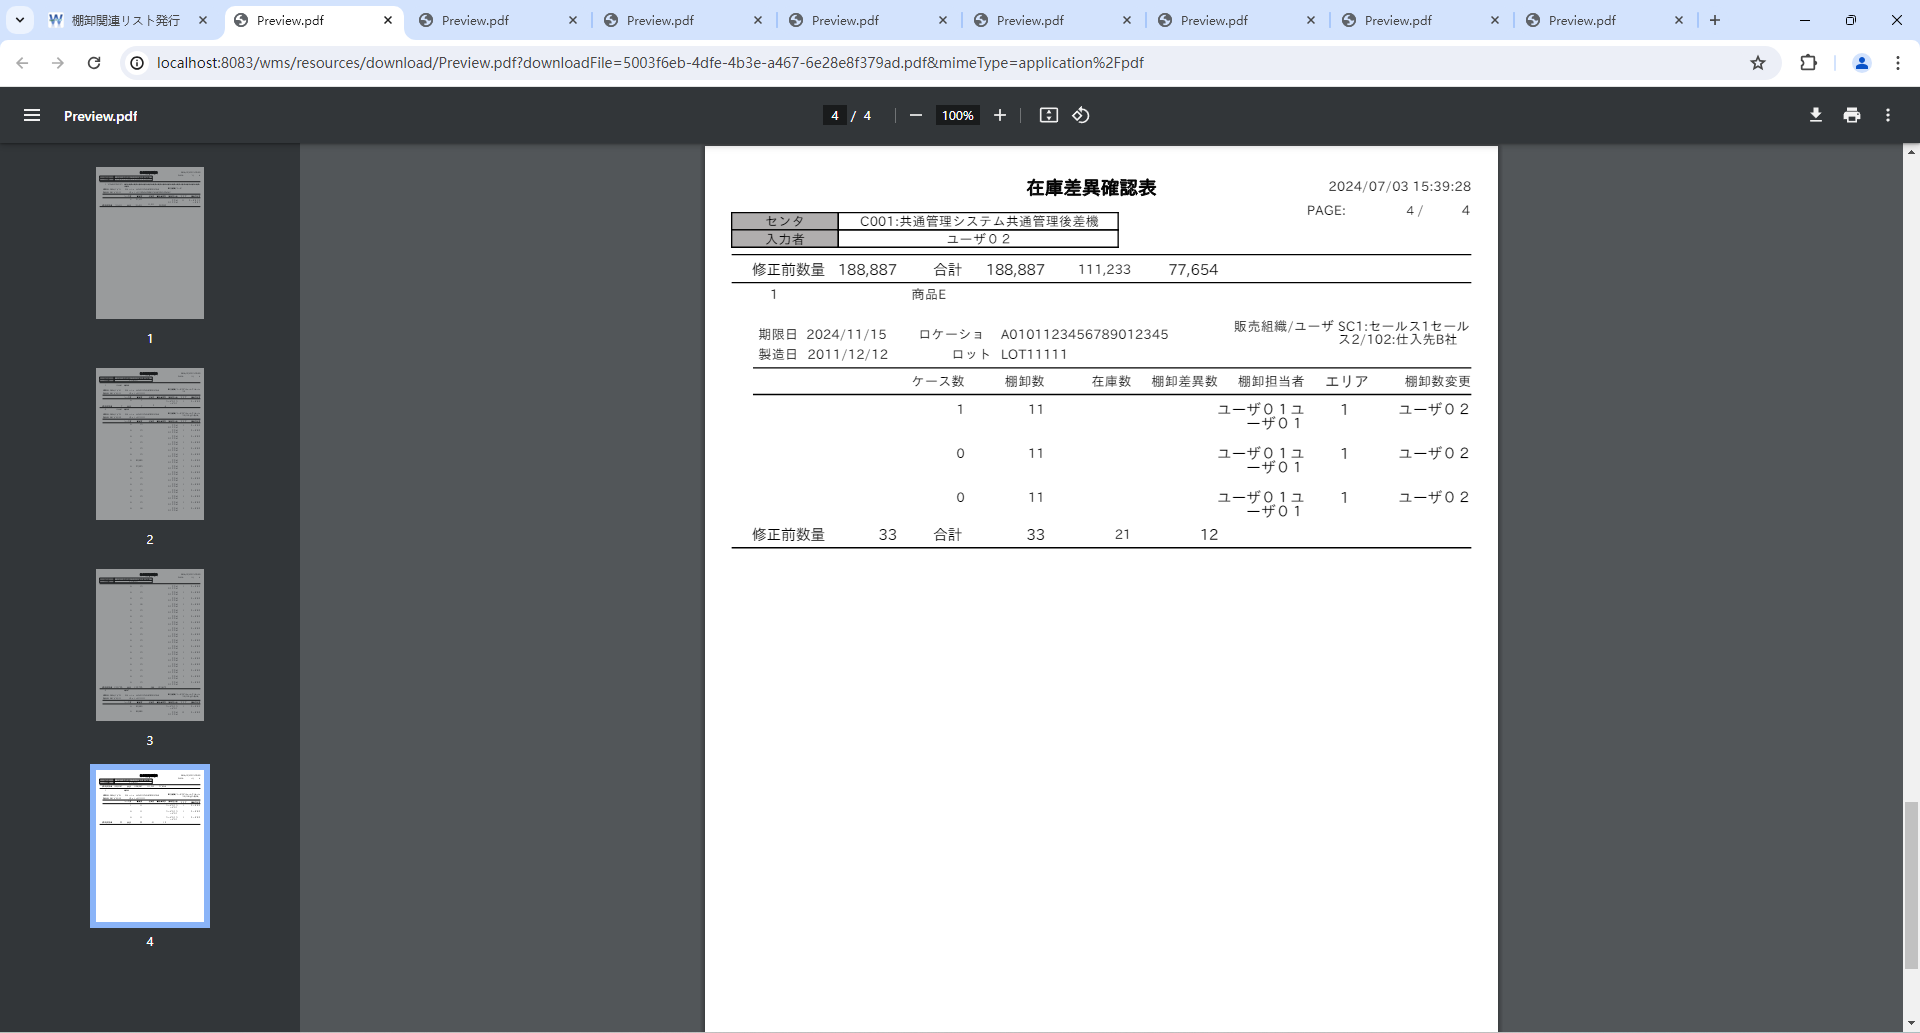 棚卸関連リスト発行
Preview.pdf
Preview.pdf
Preview.pdf
Preview.pdf
Preview.pdf
Preview.pdf
Preview.pdf
Preview.pdf
localhost:8083/wms/resources/download/Preview.pdf?downloadFile=5003f6eb-4dfe-4b3e-a467-6e28e8f379ad.pdf&mimeType=application%2Fpdf
Preview.pdf
4 / 4
100%
1
2
3
4
在庫差異確認表
2024/07/03 15:39:28
PAGE: 4 / 4
センタ C001:共通管理システム共通管理後差機
入力者 ユーザ０２
修正前数量 188,887 合計 188,887 111,233 77,654
1 商品E
販売組織/ユーザ SC1:セールス1セール
ス2/102:仕入先B社
期限日 2024/11/15 ロケーショ A0101123456789012345
製造日 2011/12/12 ロット LOT11111
ケース数 棚卸数 在庫数 棚卸差異数 棚卸担当者 エリア 棚卸数変更
1 11 ユーザ０１ユ 1 ユーザ０２
ーザ０１
0 11 ユーザ０１ユ 1 ユーザ０２
ーザ０１
0 11 ユーザ０１ユ 1 ユーザ０２
ーザ０１
修正前数量 33 合計 33 21 12